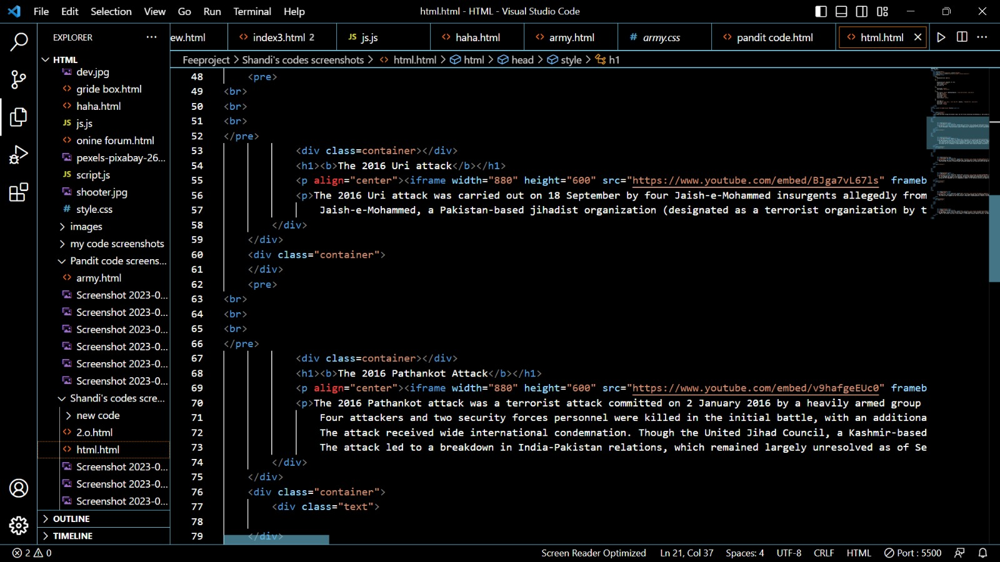 File Edit Selection View Go Run Terminal Help
html.html - HTML - Visual Studio Code
EXPLORER
ew.html
index3.html 2
JS js.js
haha.html
army.html
# army.css
pandit code.html
html.html
HTML
dev.jpg
gride box.html
haha.html
JS js.js
onine forum.html
pexels-pixabay-26...
JS script.js
shooter.jpg
# style.css
images
my code screenshots
Pandit code screens...
army.html
Screenshot 2023-0...
Screenshot 2023-0...
Screenshot 2023-0...
Screenshot 2023-0...
Screenshot 2023-0...
Screenshot 2023-0...
Shandi's codes scre...
new code
2.o.html
html.html
Screenshot 2023-0...
Screenshot 2023-0...
Screenshot 2023-0...
OUTLINE
TIMELINE
Feeproject > Shandi's codes screenshots > html.html > html > head > style > h1
48 <pre>
49 <br>
50 <br>
51 <br>
52 </pre>
53 <div class=container></div>
54 <h1><b>The 2016 Uri attack</b></h1>
55 <p align="center"><iframe width="880" height="600" src="https://www.youtube.com/embed/BJga7vL67ls" frameb
56 <p>The 2016 Uri attack was carried out on 18 September by four Jaish-e-Mohammed insurgents allegedly from
57 Jaish-e-Mohammed, a Pakistan-based jihadist organization (designated as a terrorist organization by t
58 </div>
59 </div>
60 <div class="container">
61 </div>
62 <pre>
63 <br>
64 <br>
65 <br>
66 </pre>
67 <div class=container></div>
68 <h1><b>The 2016 Pathankot Attack</b></h1>
69 <p align="center"><iframe width="880" height="600" src="https://www.youtube.com/embed/v9hafgeEUc0" frameb
70 <p>The 2016 Pathankot attack was a terrorist attack committed on 2 January 2016 by a heavily armed group
71 Four attackers and two security forces personnel were killed in the initial battle, with an additiona
72 The attack received wide international condemnation. Though the United Jihad Council, a Kashmir-based
73 The attack led to a breakdown in India-Pakistan relations, which remained largely unresolved as of Se
74 </div>
75 </div>
76 <div class="container">
77 <div class="text">
78
79 </div>
2 0
Screen Reader Optimized Ln 21, Col 37 Spaces: 4 UTF-8 CRLF HTML Port : 5500